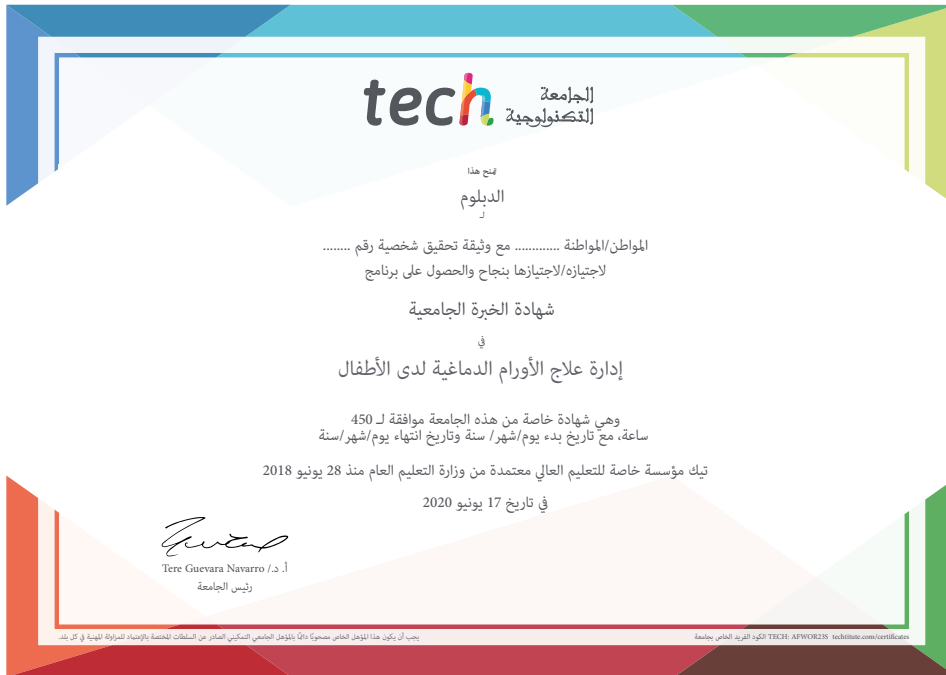 tech الجامعة
التكنولوجية
يمنح هذا
الدبلوم
لـ
المواطن/المواطنة ............ مع وثيقة تحقيق شخصية رقم ........
لاجتيازه/لاجتيازها بنجاح والحصول على برنامج
شهادة الخبرة الجامعية
في
إدارة علاج الأورام الدماغية لدى الأطفال
وهي شهادة خاصة من هذه الجامعة موافقة لـ 450
ساعة، مع تاريخ بدء يوم/شهر/ سنة وتاريخ انتهاء يوم/شهر/سنة
تيك مؤسسة خاصة للتعليم العالي معتمدة من وزارة التعليم العام منذ 28 يونيو 2018
في تاريخ 17 يونيو 2020
أ. د./ Tere Guevara Navarro
رئيس الجامعة
يجب أن يكون هذا المؤهل الخاص مصحوبًا دائمًا بالمؤهل الجامعي التمكيني الصادر عن السلطات المختصة بالإعتماد للمزاولة المهنية في كل بلد.
الكود الفريد الخاص بجامعة TECH: AFWOR23S techtitute.com/certificates